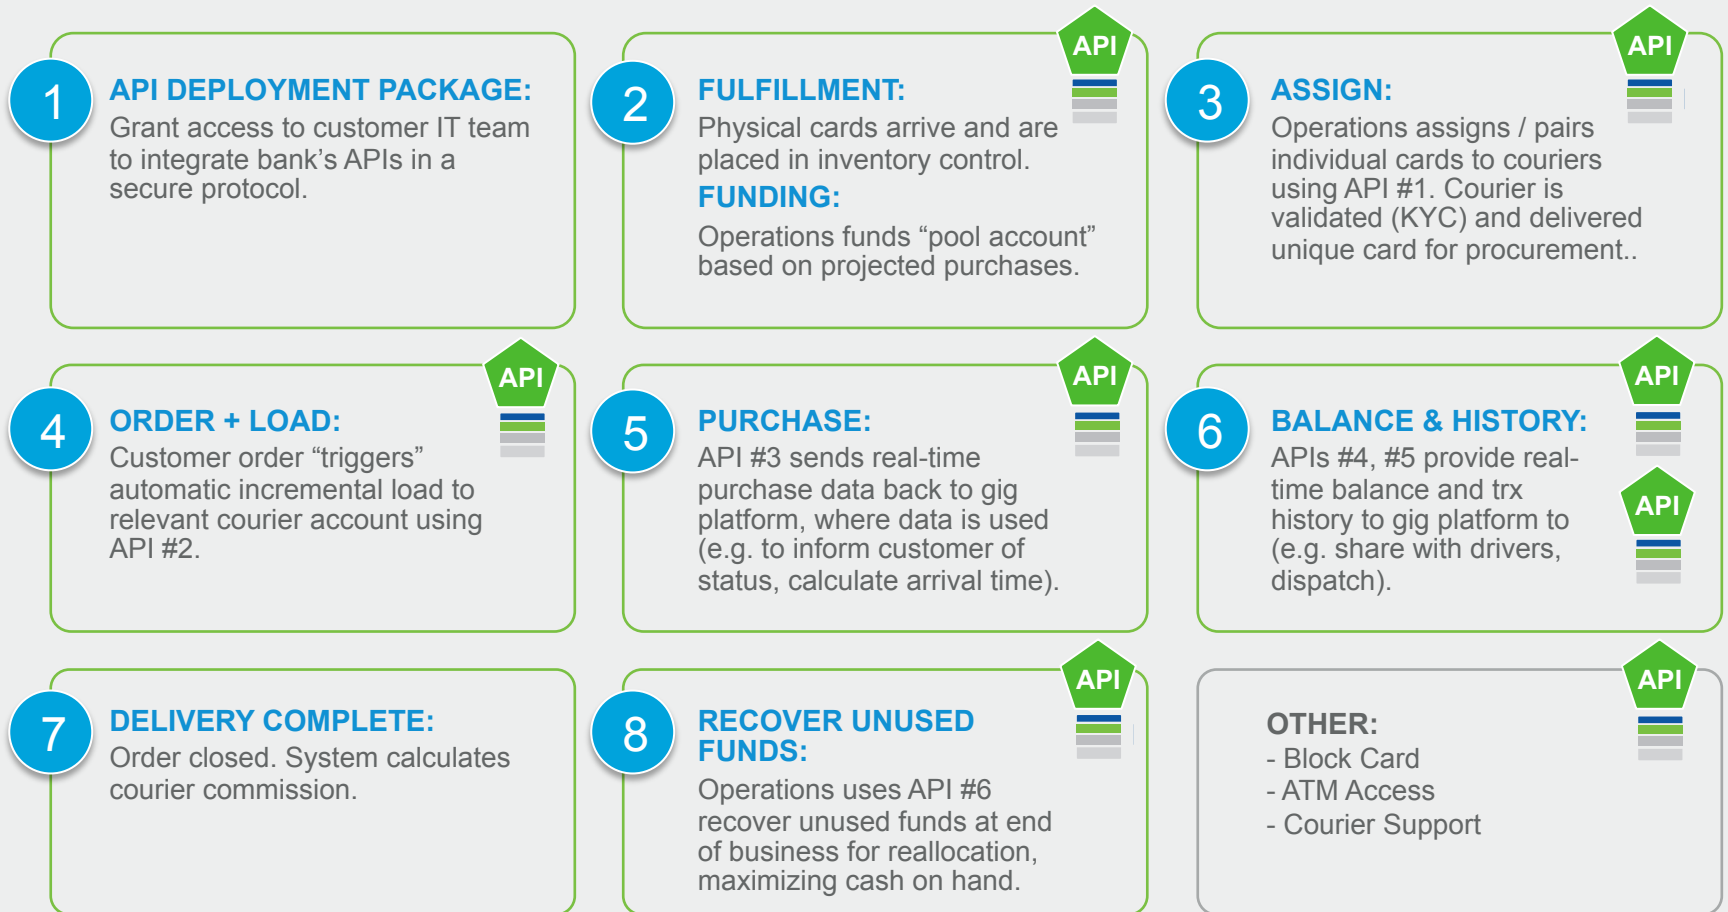 1
API DEPLOYMENT PACKAGE:
Grant access to customer IT team
to integrate bank’s APIs in a
secure protocol.
API
2
FULFILLMENT:
Physical cards arrive and are
placed in inventory control.
FUNDING:
Operations funds “pool account”
based on projected purchases.
API
3
ASSIGN:
Operations assigns / pairs
individual cards to couriers
using API #1. Courier is
validated (KYC) and delivered
unique card for procurement..
API
4
ORDER + LOAD:
Customer order “triggers”
automatic incremental load to
relevant courier account using
API #2.
API
5
PURCHASE:
API #3 sends real-time
purchase data back to gig
platform, where data is used
(e.g. to inform customer of
status, calculate arrival time).
API
6
BALANCE & HISTORY:
APIs #4, #5 provide real-
time balance and trx
history to gig platform to
(e.g. share with drivers,
dispatch).
API
7
DELIVERY COMPLETE:
Order closed. System calculates
courier commission.
API
8
RECOVER UNUSED
FUNDS:
Operations uses API #6
recover unused funds at end
of business for reallocation,
maximizing cash on hand.
API
OTHER:
- Block Card
- ATM Access
- Courier Support